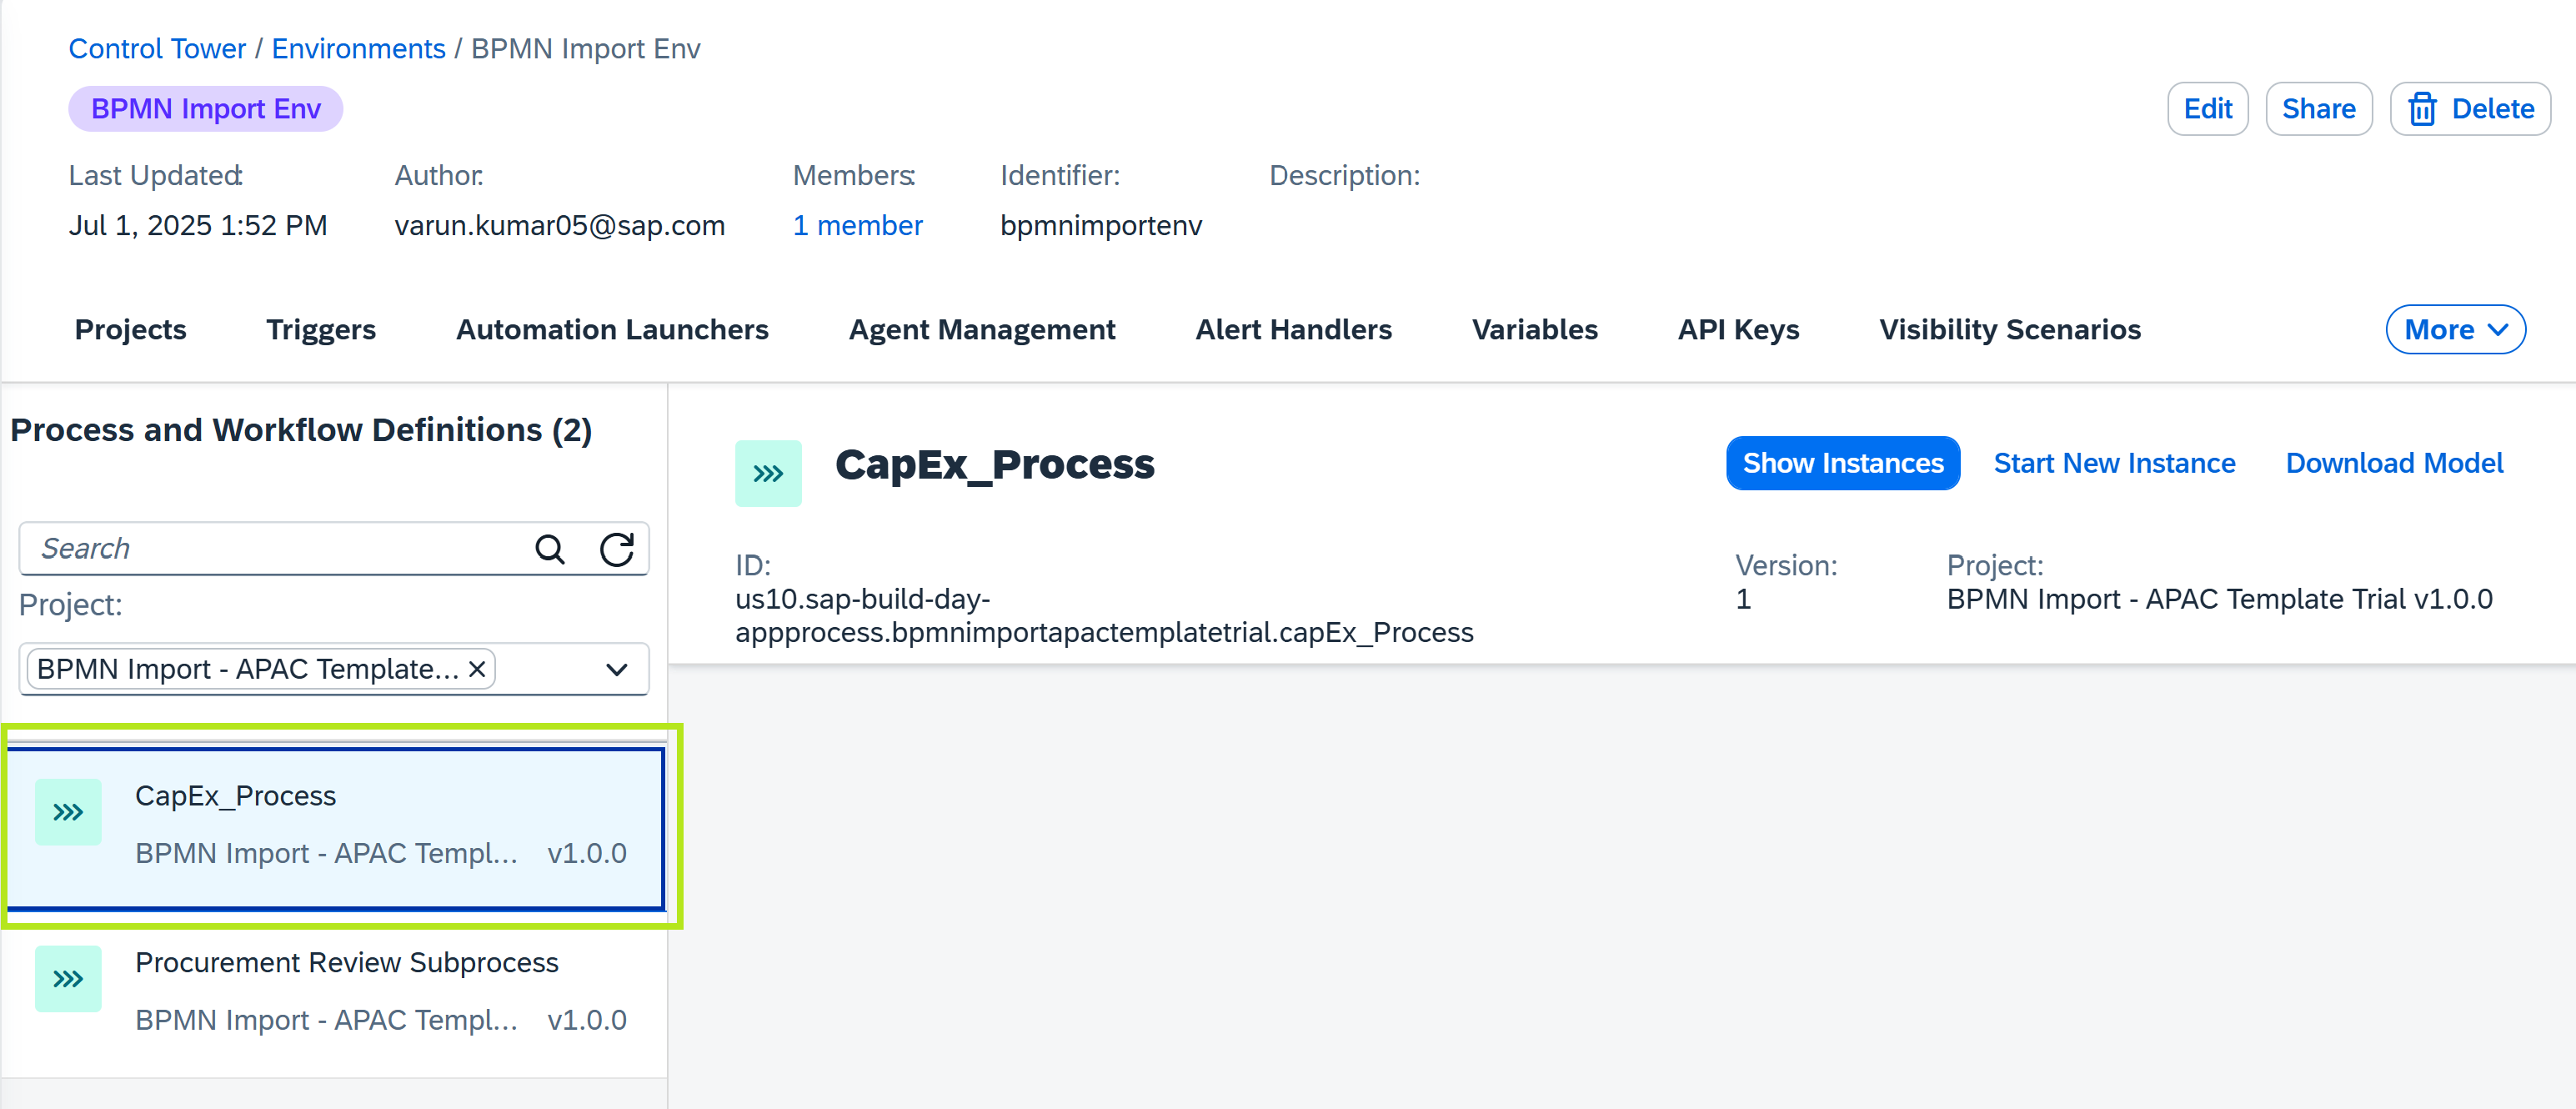 Control Tower / Environments / BPMN Import Env
BPMN Import Env
Edit
Share
Delete
Last Updated:
Author:
Members:
Identifier:
Description:
Jul 1, 2025 1:52 PM
varun.kumar05@sap.com
1 member
bpmnimportenv
Projects
Triggers
Automation Launchers
Agent Management
Alert Handlers
Variables
API Keys
Visibility Scenarios
More
Process and Workflow Definitions (2)
Search
Project:
BPMN Import - APAC Template...
CapEx_Process
BPMN Import - APAC Templ... v1.0.0
Procurement Review Subprocess
BPMN Import - APAC Templ... v1.0.0
CapEx_Process
Show Instances
Start New Instance
Download Model
ID:
us10.sap-build-day-
appprocess.bpmnimportapactemplatetrial.capEx_Process
Version:
1
Project:
BPMN Import - APAC Template Trial v1.0.0